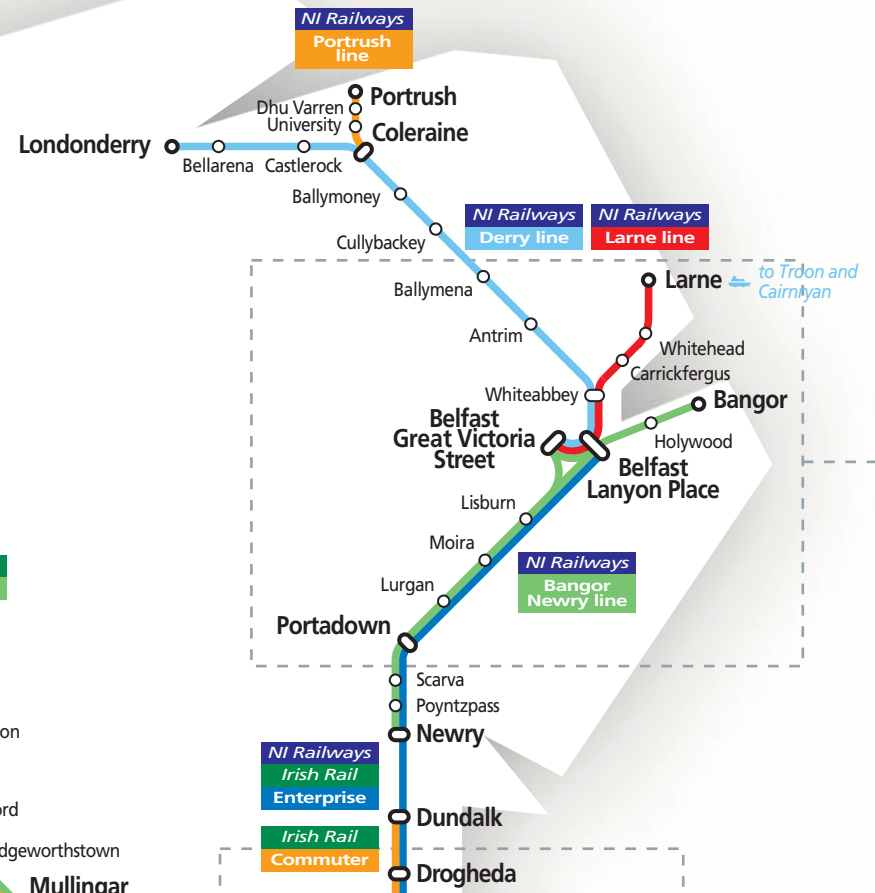 NI Railways
Portrush
line
Portrush
Dhu Varren
University
Coleraine
Londonderry
Bellarena
Castlerock
Ballymoney
NI Railways
Derry line
NI Railways
Larne line
Cullybackey
Larne
to Troon and
Cairnryan
Ballymena
Antrim
Whitehead
Carrickfergus
Whiteabbey
Bangor
Belfast
Great Victoria
Street
Holywood
Belfast
Lanyon Place
Lisburn
Moira
NI Railways
Bangor
Newry line
Lurgan
Portadown
Scarva
Poyntzpass
on
Newry
NI Railways
Irish Rail
Enterprise
ord
Dundalk
Irish Rail
Commuter
dgeworthstown
Drogheda
Mullingar